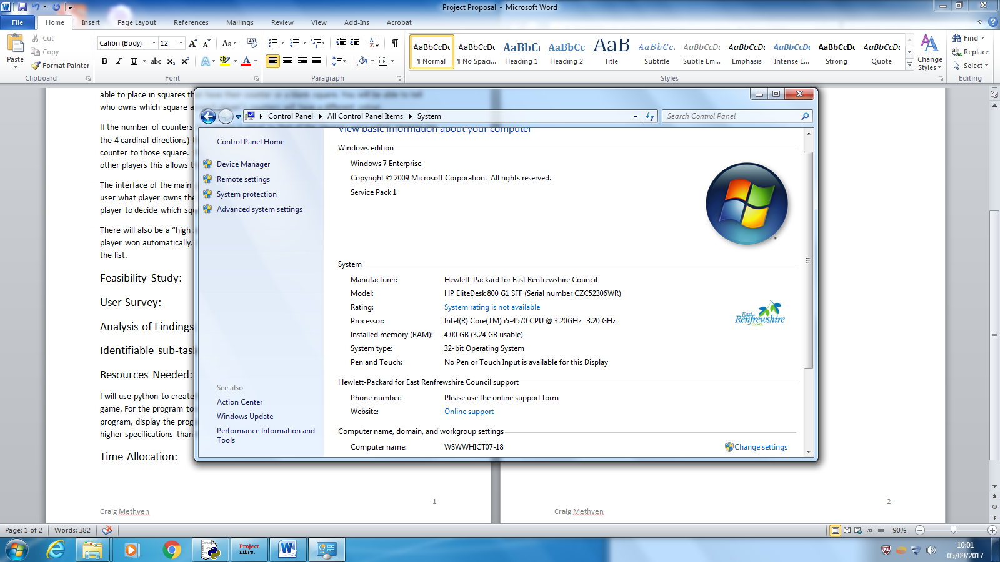 Project Proposal - Microsoft Word
File Home Insert Page Layout References Mailings Review View Add-Ins Acrobat
Paste
Cut
Copy
Format Painter
Clipboard
Calibri (Body) 12
Font
Paragraph
AaBbCcDc AaBbCcDc AaBbCc AaBbCc AaB AaBbCc. AaBbCcDc AaBbCcDc AaBbCcDc AaBbCcDc AaBbCcDc
¶ Normal ¶ No Spaci... Heading 1 Heading 2 Title Subtitle Subtle Em... Emphasis Intense E... Strong Quote
Change Styles
Styles
Find
Replace
Select
Editing
able to place in squares
who owns which square
If the number of counters
the 4 cardinal directions)
counter to those square.
other players this allows
The interface of the main
user what player owns the
player to decide which
There will also be a “high
player won automatically.
the list.
Feasibility Study:
User Survey:
Analysis of Findings
Identifiable
Resources Needed:
I will use python to create
game. For the program to
program, display the
higher specifications than
Time Allocation:
1
Craig Methven
2
Craig Methven
Control Panel All Control Panel Items System
Search Control Panel
Control Panel Home
Device Manager
Remote settings
System protection
Advanced system settings
See also
Action Center
Windows Update
Performance Information and
Tools
View basic information about your computer
Windows edition
Windows 7 Enterprise
Copyright © 2009 Microsoft Corporation. All rights reserved.
Service Pack 1
System
Manufacturer: Hewlett-Packard for East Renfrewshire Council
Model: HP EliteDesk 800 G1 SFF (Serial number CZC52306WR)
Rating: System rating is not available
Processor: Intel(R) Core(TM) i5-4570 CPU @ 3.20GHz 3.20 GHz
Installed memory (RAM): 4.00 GB (3.24 GB usable)
System type: 32-bit Operating System
Pen and Touch: No Pen or Touch Input is available for this Display
East
Renfrewshire
Hewlett-Packard for East Renfrewshire Council support
Phone number: Please use the online support form
Website: Online support
Computer name, domain, and workgroup settings
Computer name: WSWWHICT07-18
Change settings
Page: 1 of 2 Words: 382
90%
Project
Libre
10:01
05/09/2017